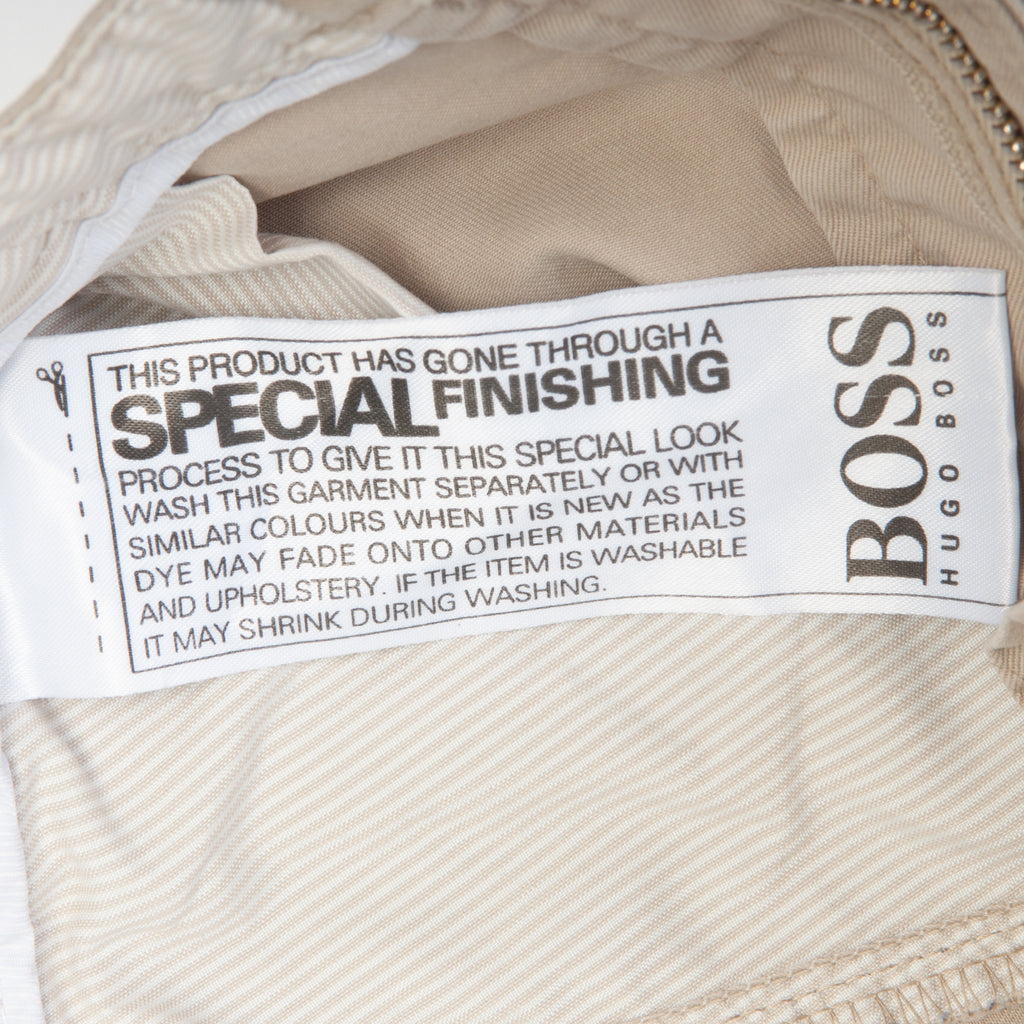 THIS PRODUCT HAS GONE THROUGH A
SPECIAL FINISHING
PROCESS TO GIVE IT THIS SPECIAL LOOK
WASH THIS GARMENT SEPARATELY OR WITH
SIMILAR COLOURS WHEN IT IS NEW AS THE
DYE MAY FADE ONTO OTHER MATERIALS
AND UPHOLSTERY. IF THE ITEM IS WASHABLE
IT MAY SHRINK DURING WASHING.
BOSS
HUGO BOSS